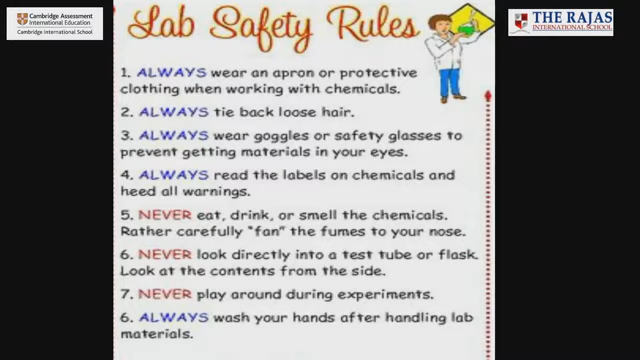 Cambridge Assessment
International Education
Cambridge International School
Lab Safety Rules
THE RAJAS
INTERNATIONAL SCHOOL
1. ALWAYS wear an apron or protective
clothing when working with chemicals.
2. ALWAYS tie back loose hair.
3. ALWAYS wear goggles or safety glasses to
prevent getting materials in your eyes.
4. ALWAYS read the labels on chemicals and
heed all warnings.
5. NEVER eat, drink, or smell the chemicals.
Rather carefully “fan” the fumes to your nose.
6. NEVER look directly into a test tube or flask.
Look at the contents from the side.
7. NEVER play around during experiments.
6. ALWAYS wash your hands after handling lab
materials.